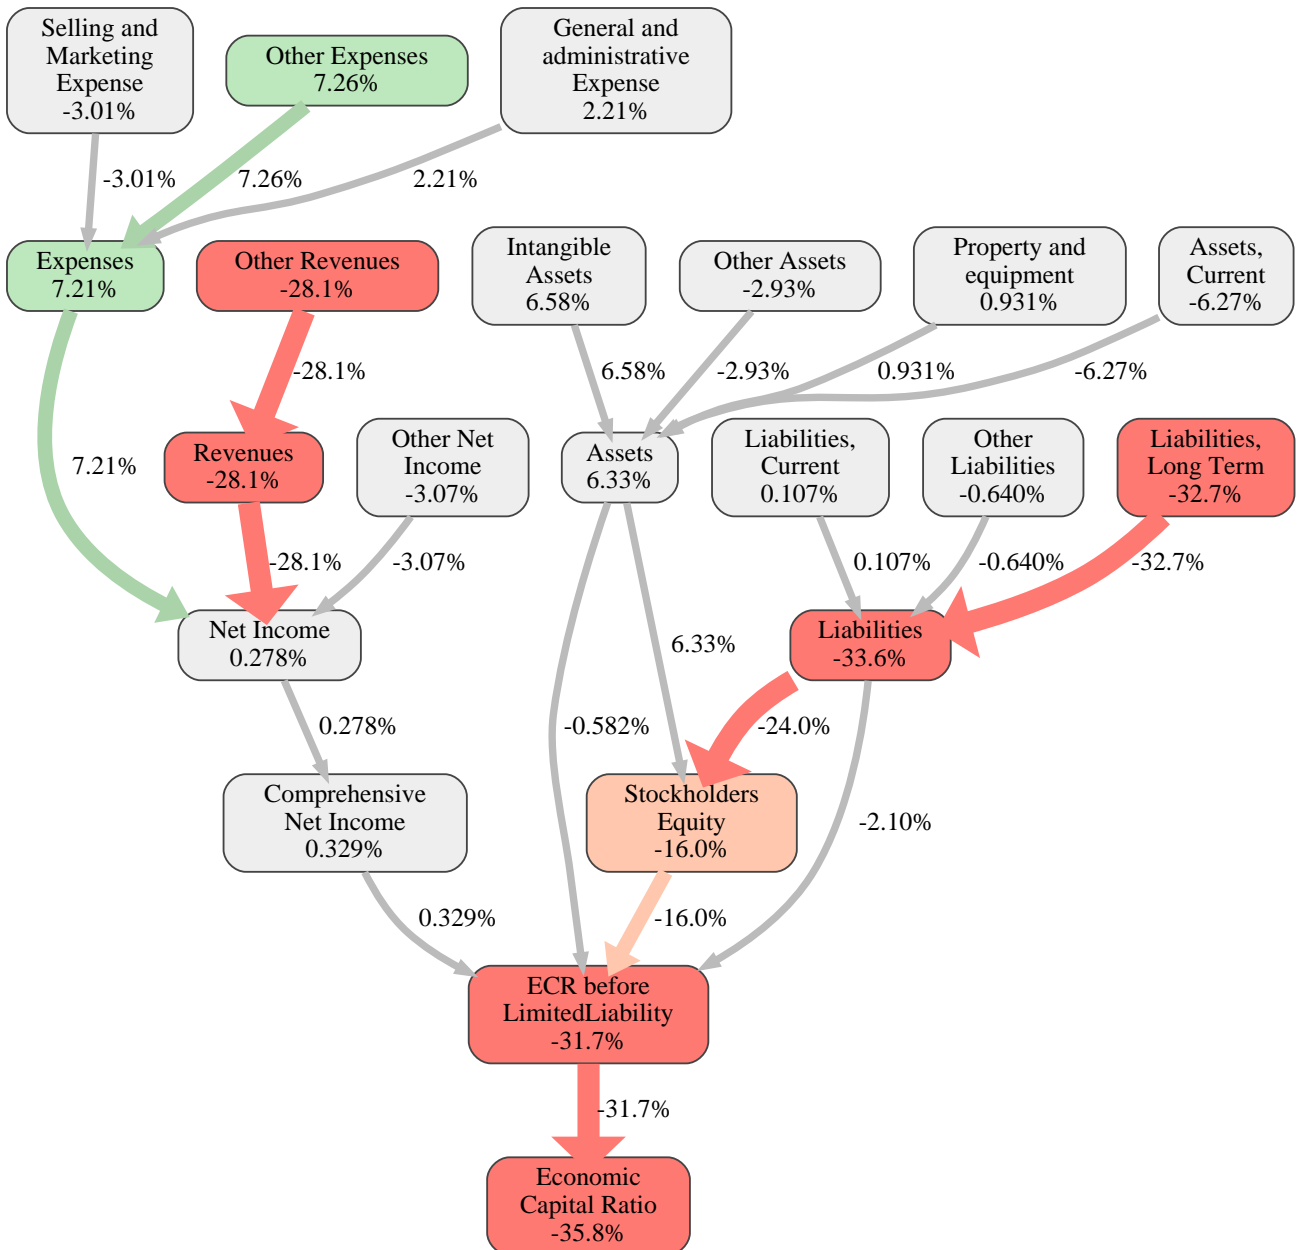 Selling and
Marketing
Expense
-3.01%
Other Expenses
7.26%
General and
administrative
Expense
2.21%
-3.01%
7.26%
2.21%
Expenses
7.21%
Other Revenues
-28.1%
Intangible
Assets
6.58%
Other Assets
-2.93%
Property and
equipment
0.931%
Assets,
Current
-6.27%
-28.1%
6.58%
-2.93%
0.931%
-6.27%
7.21%
Revenues
-28.1%
Other Net
Income
-3.07%
Assets
6.33%
Liabilities,
Current
0.107%
Other
Liabilities
-0.640%
Liabilities,
Long Term
-32.7%
-28.1%
-3.07%
0.107%
-0.640%
-32.7%
Net Income
0.278%
6.33%
Liabilities
-33.6%
0.278%
-0.582%
-24.0%
Comprehensive
Net Income
0.329%
Stockholders
Equity
-16.0%
-2.10%
0.329%
-16.0%
ECR before
LimitedLiability
-31.7%
-31.7%
Economic
Capital Ratio
-35.8%